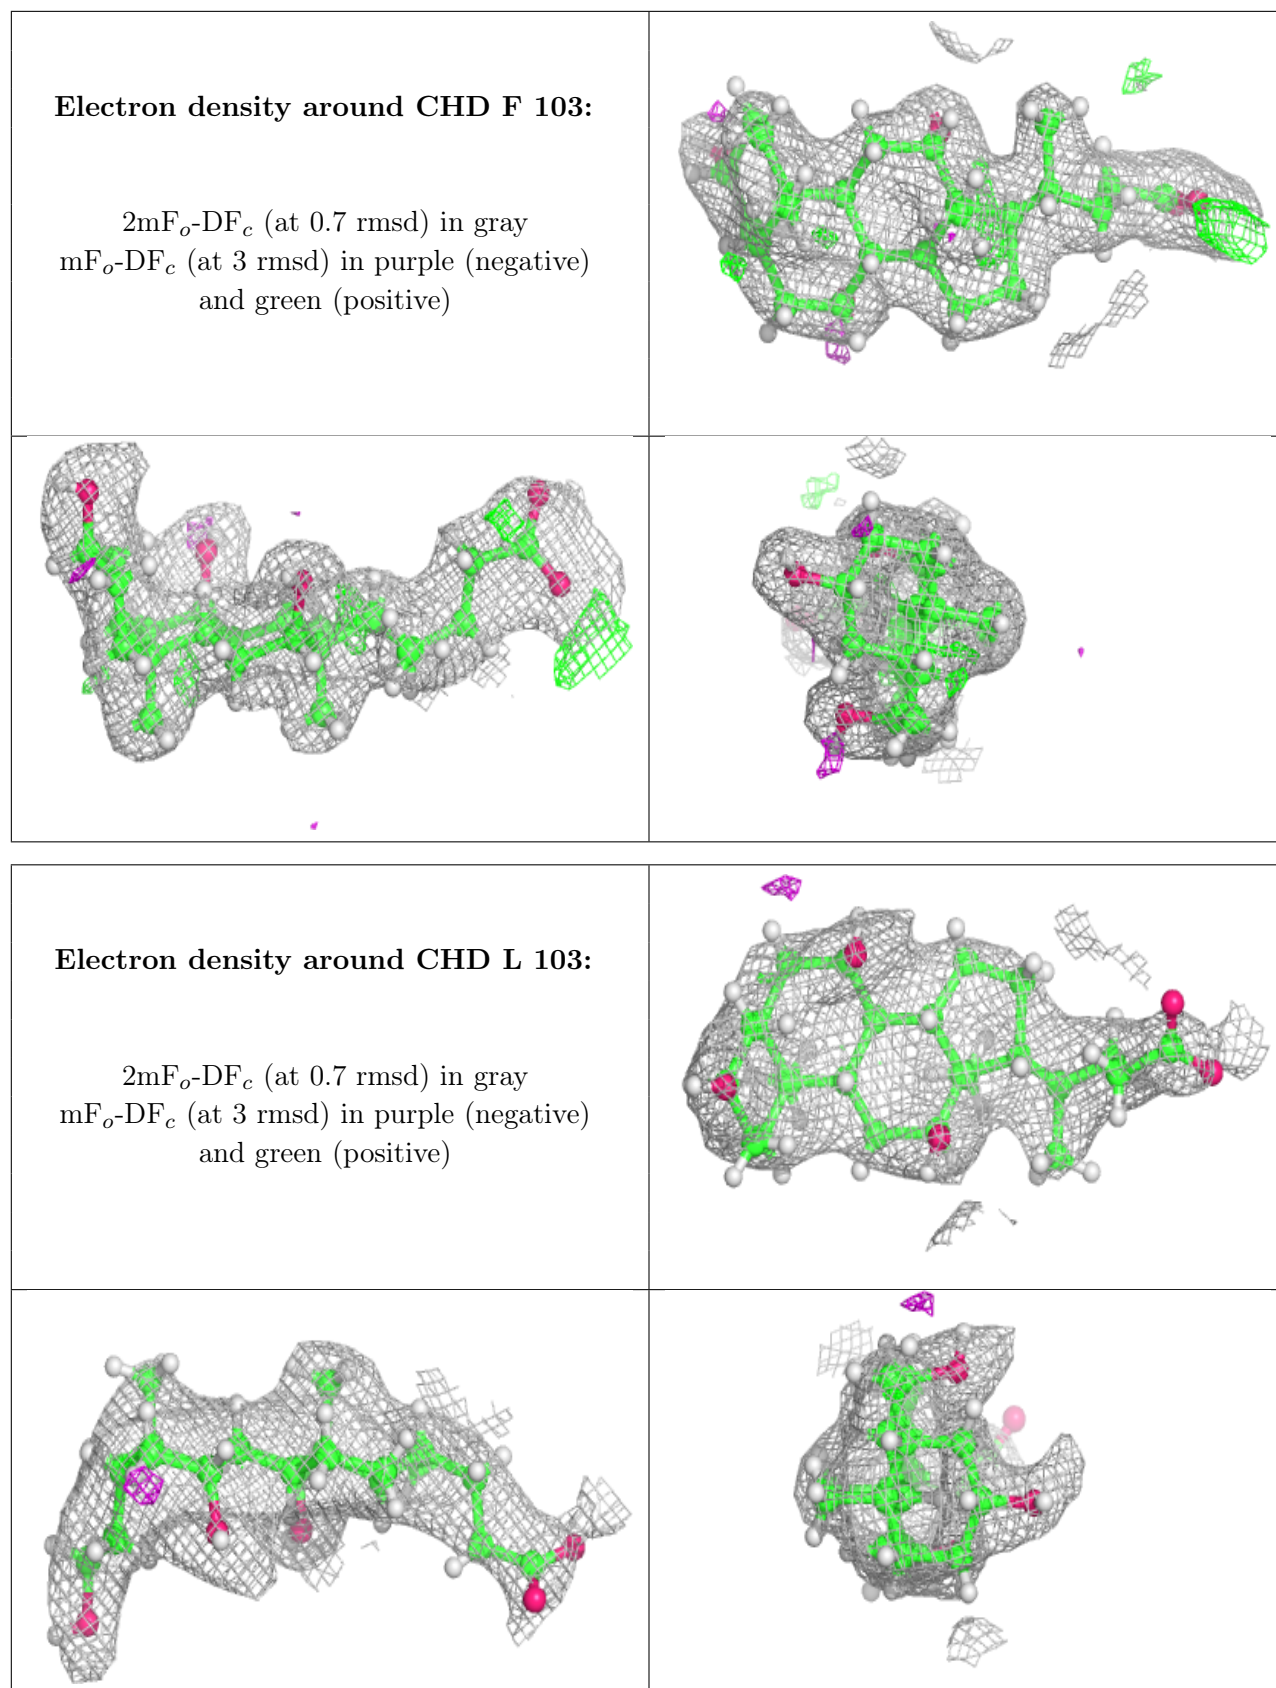 Electron density around CHD F 103:
2mFo-DFc (at 0.7 rmsd) in gray
mFo-DFc (at 3 rmsd) in purple (negative)
and green (positive)
Electron density around CHD L 103:
2mFo-DFc (at 0.7 rmsd) in gray
mFo-DFc (at 3 rmsd) in purple (negative)
and green (positive)